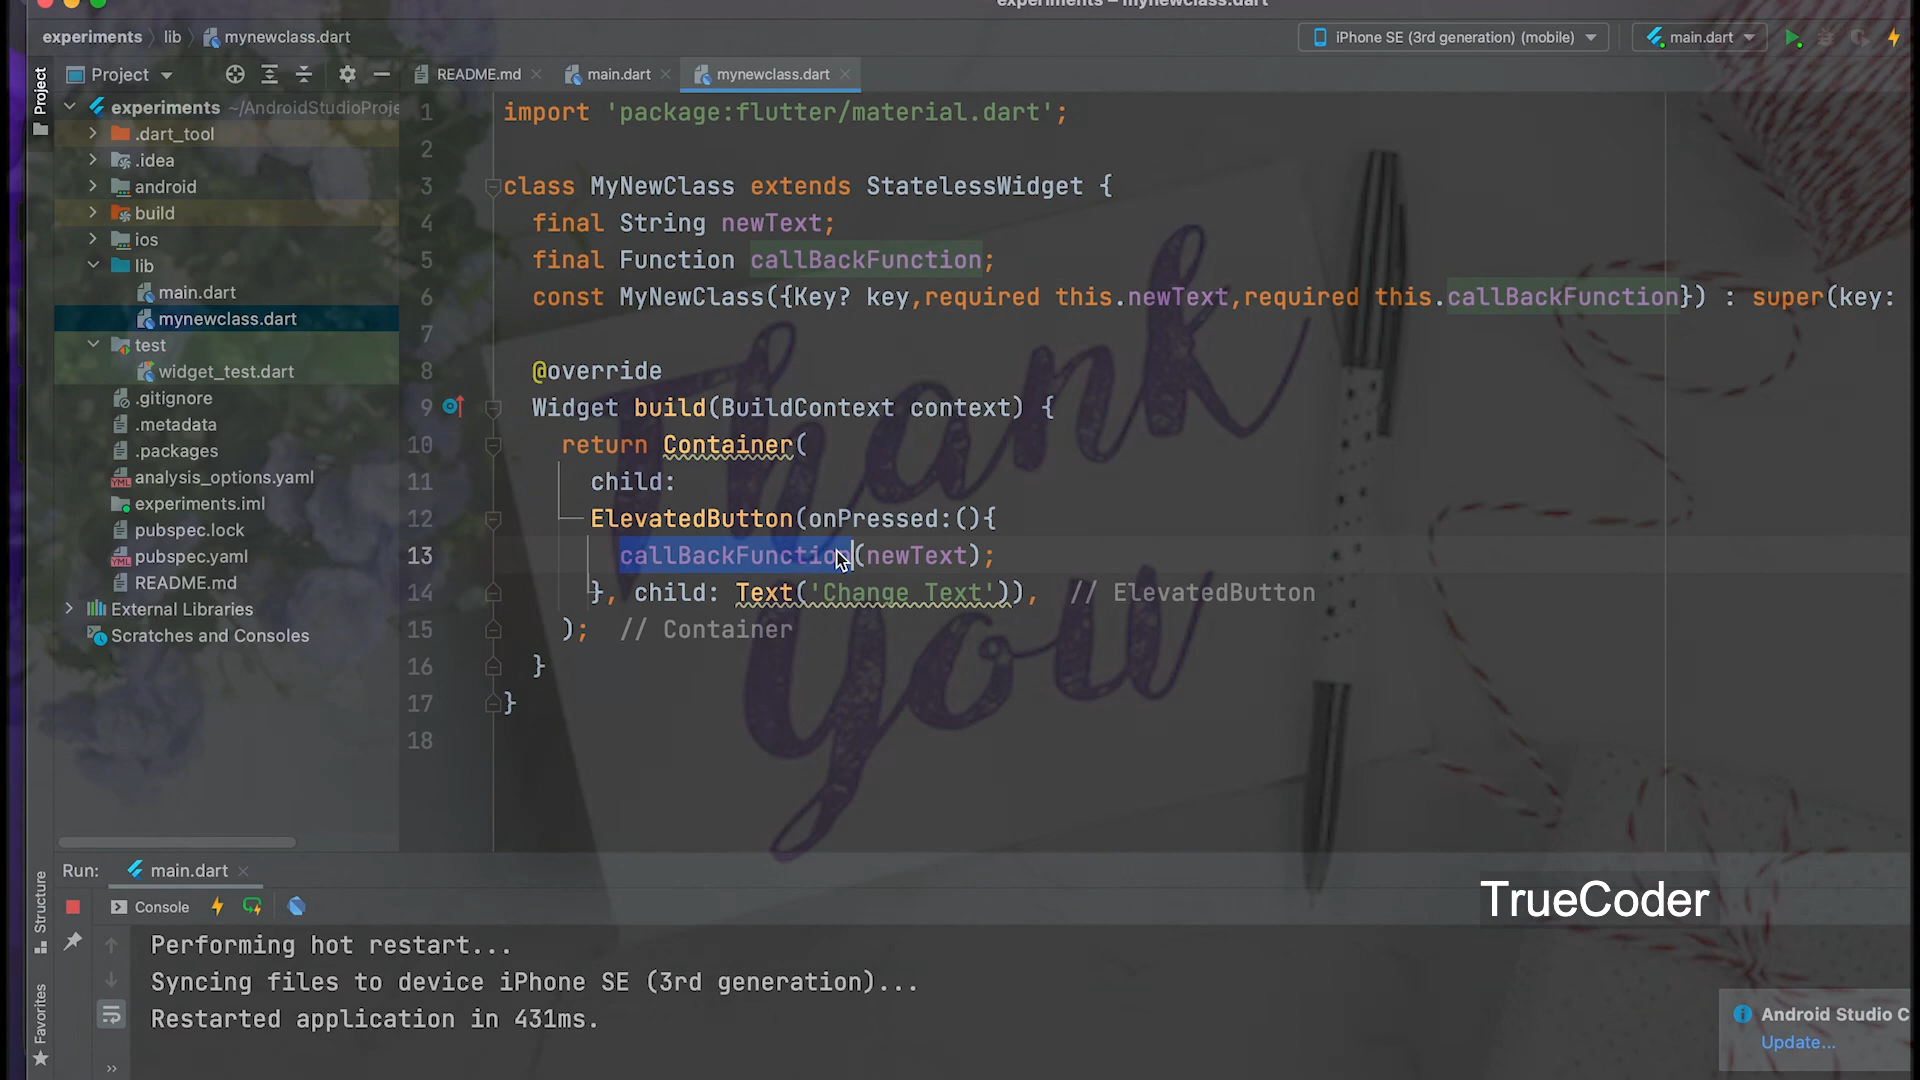 experiments – mynewclass.dart
experiments lib mynewclass.dart
iPhone SE (3rd generation) (mobile) main.dart
Project
Project README.md main.dart mynewclass.dart
experiments ~/AndroidStudioProje
.dart_tool
.idea
android
build
ios
lib
main.dart
mynewclass.dart
test
widget_test.dart
.gitignore
.metadata
.packages
analysis_options.yaml
experiments.iml
pubspec.lock
pubspec.yaml
README.md
External Libraries
Scratches and Consoles
1 import 'package:flutter/material.dart';
2
3 class MyNewClass extends StatelessWidget {
4 final String newText;
5 final Function callBackFunction;
6 const MyNewClass({Key? key,required this.newText,required this.callBackFunction}) : super(key:
7
8 @override
9 Widget build(BuildContext context) {
10 return Container(
11 child:
12 ElevatedButton(onPressed:(){
13 callBackFunction(newText);
14 }, child: Text('Change Text')), // ElevatedButton
15 ); // Container
16 }
17 }
18
Thank
you
Run: main.dart
Structure
Favorites
Console
Performing hot restart...
Syncing files to device iPhone SE (3rd generation)...
Restarted application in 431ms.
TrueCoder
Android Studio C
Update...